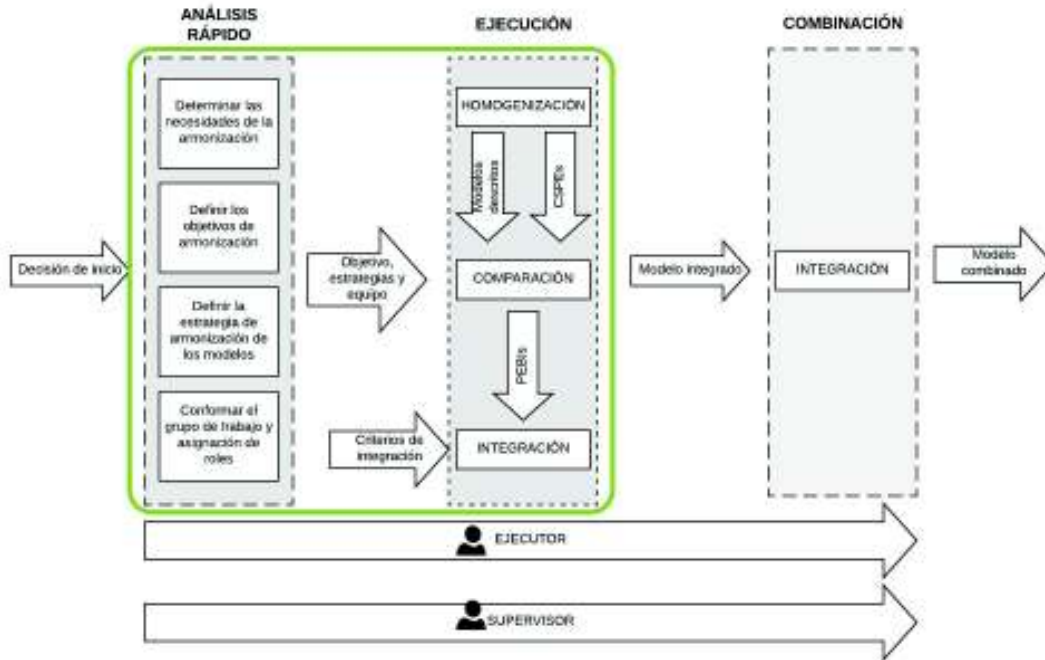 ANÁLISIS
RÁPIDO
EJECUCIÓN
COMBINACIÓN
Determinar las
necesidades de la
armonización
Definir los
objetivos de
armonización
Definir la
estrategia de
armonización de
los modelos
Conformar el
grupo de trabajo y
asignación de
roles
Decisión de inicio
Objetivo,
estrategias y
equipo
Criterios de
integración
HOMOGENIZACIÓN
Modelos
descritos
CSPEs
COMPARACIÓN
PEBIs
INTEGRACIÓN
Modelo integrado
INTEGRACIÓN
Modelo
combinado
EJECUTOR
SUPERVISOR